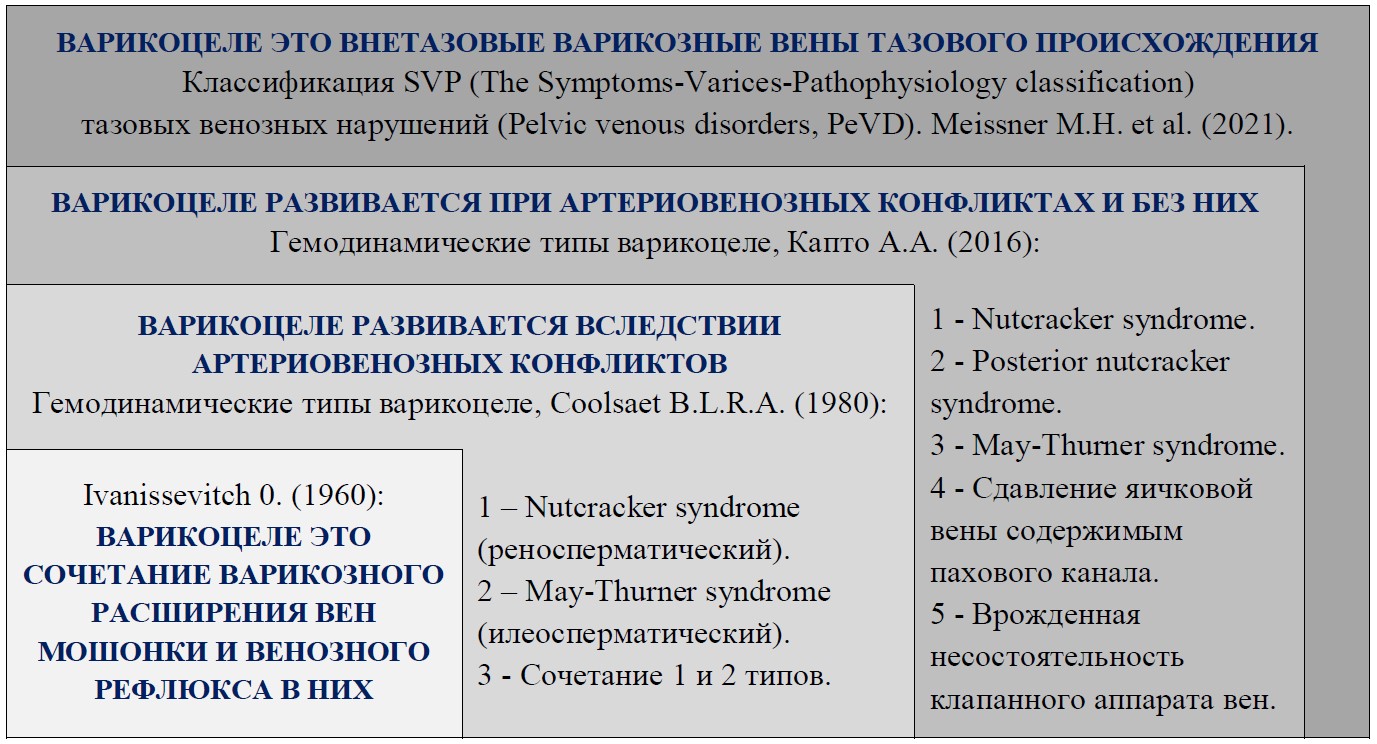 ВАРИКОЦЕЛЕ ЭТО ВНЕТАЗОВЫЕ ВАРИКОЗНЫЕ ВЕНЫ ТАЗОВОГО ПРОИСХОЖДЕНИЯ
Классификация SVP (The Symptoms-Varices-Pathophysiology classification)
тазовых венозных нарушений (Pelvic venous disorders, PeVD). Meissner M.H. et al. (2021).
ВАРИКОЦЕЛЕ РАЗВИВАЕТСЯ ПРИ АРТЕРИОВЕНОЗНЫХ КОНФЛИКТАХ И БЕЗ НИХ
Гемодинамические типы варикоцеле, Капто А.А. (2016):
ВАРИКОЦЕЛЕ РАЗВИВАЕТСЯ ВСЛЕДСТВИИ
АРТЕРИОВЕНОЗНЫХ КОНФЛИКТОВ
Гемодинамические типы варикоцеле, Coolsaet B.L.R.A. (1980):
Ivanissevitch 0. (1960):
ВАРИКОЦЕЛЕ ЭТО
СОЧЕТАНИЕ ВАРИКОЗНОГО
РАСШИРЕНИЯ ВЕН
МОШОНКИ И ВЕНОЗНОГО
РЕФЛЮКСА В НИХ
1 – Nutcracker syndrome
(реносперматический).
2 – May-Thurner syndrome
(илеосперматический).
3 - Сочетание 1 и 2 типов.
1 - Nutcracker syndrome.
2 - Posterior nutcracker
syndrome.
3 - May-Thurner syndrome.
4 - Сдавление яичковой
вены содержимым
пахового канала.
5 - Врожденная
несостоятельность
клапанного аппарата вен.